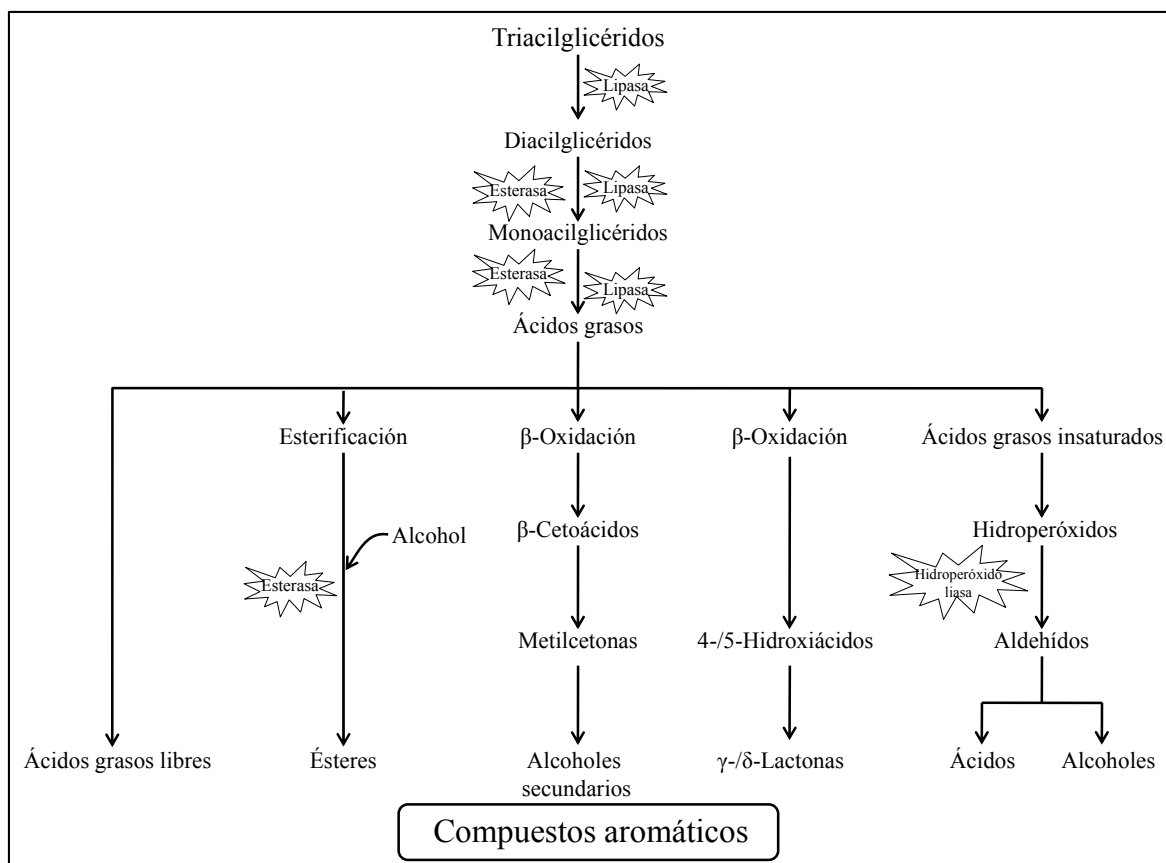 Triacilglicéridos
Lipasa
Diacilglicéridos
Esterasa
Lipasa
Monoacilglicéridos
Esterasa
Lipasa
Ácidos grasos
Esterificación
β-Oxidación
β-Oxidación
Ácidos grasos insaturados
Alcohol
β-Cetoácidos
Hidroperóxidos
Esterasa
Hidroperóxido
liasa
Metilcetonas
4-/5-Hidroxiácidos
Aldehídos
Ácidos grasos libres
Ésteres
Alcoholes
secundarios
γ-/δ-Lactonas
Ácidos
Alcoholes
Compuestos aromáticos